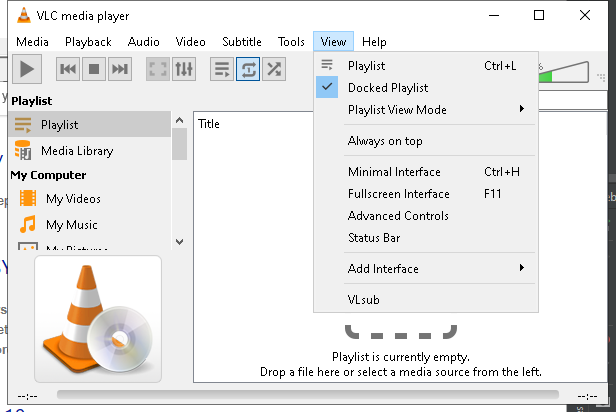 VLC media player
Media Playback Audio Video Subtitle Tools View Help
Playlist
Playlist
Media Library
My Computer
My Videos
My Music
My Pictures
Title
Playlist Ctrl+L
Docked Playlist
Playlist View Mode
Always on top
Minimal Interface Ctrl+H
Fullscreen Interface F11
Advanced Controls
Status Bar
Add Interface
VLsub
Playlist is currently empty.
Drop a file here or select a media source from the left.
--:-- --:--